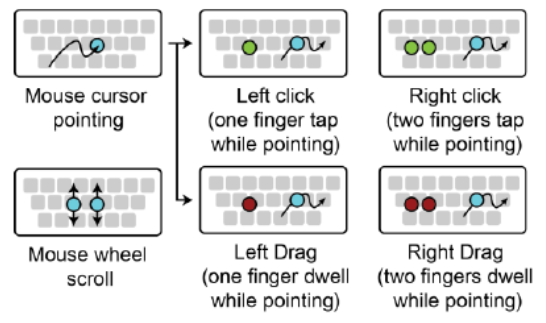 Mouse cursor
pointing
Left click
(one finger tap
while pointing)
Right click
(two fingers tap
while pointing)
Mouse wheel
scroll
Left Drag
(one finger dwell
while pointing)
Right Drag
(two fingers dwell
while pointing)